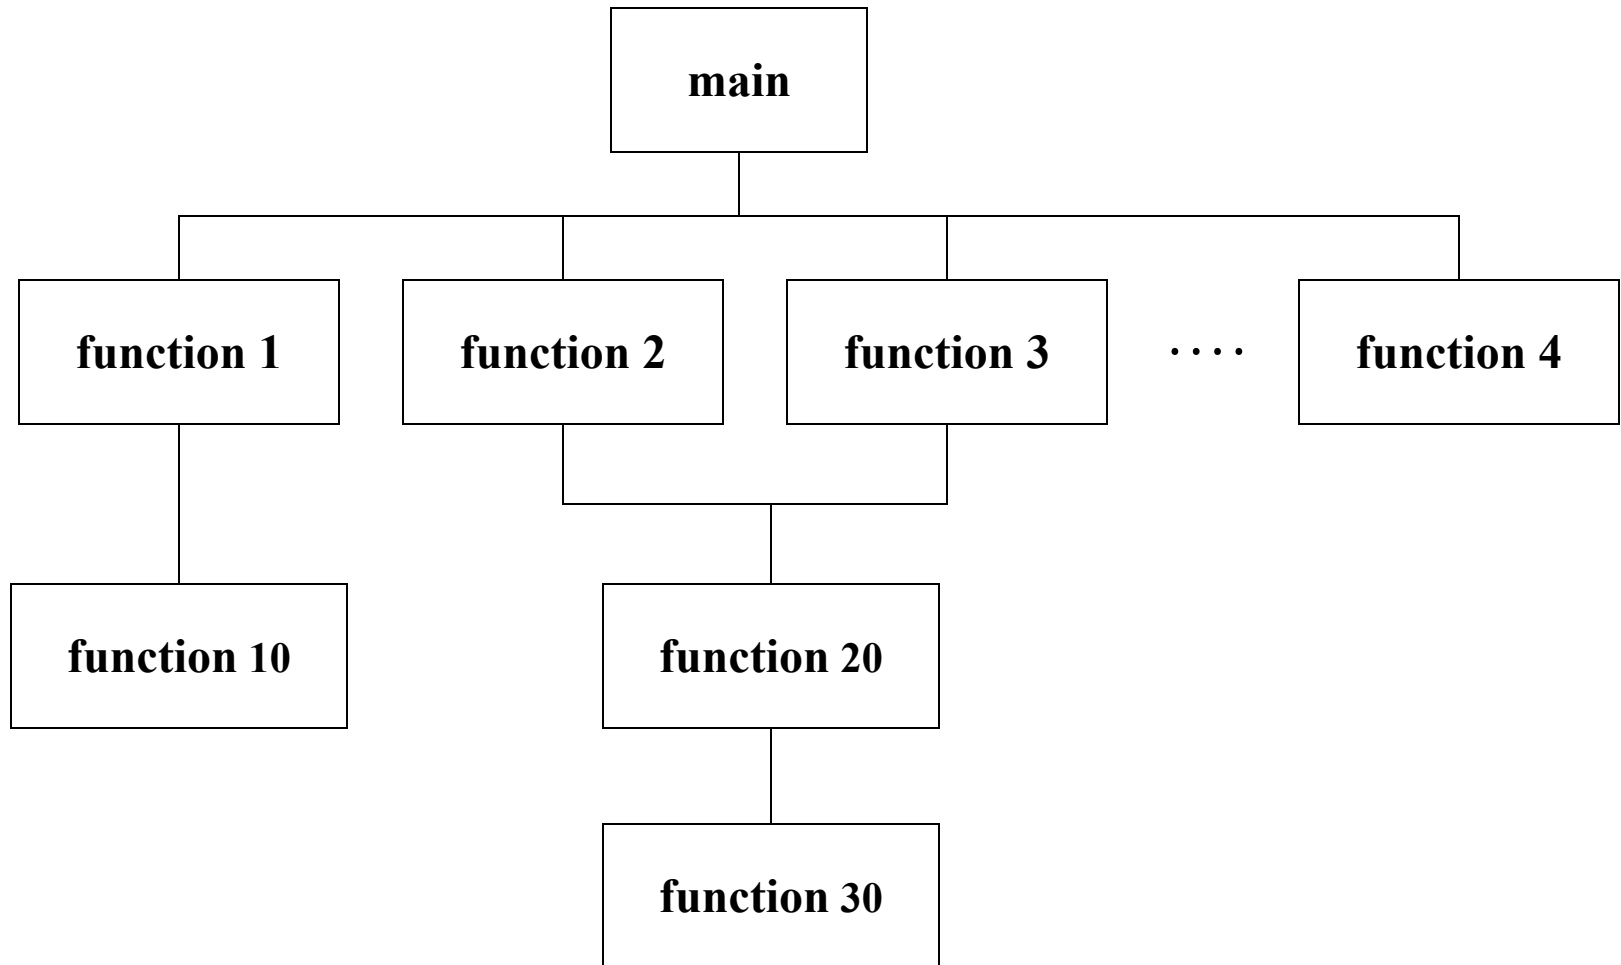 main
function 1
function 2
function 3
....
function 4
function 10
function 20
function 30